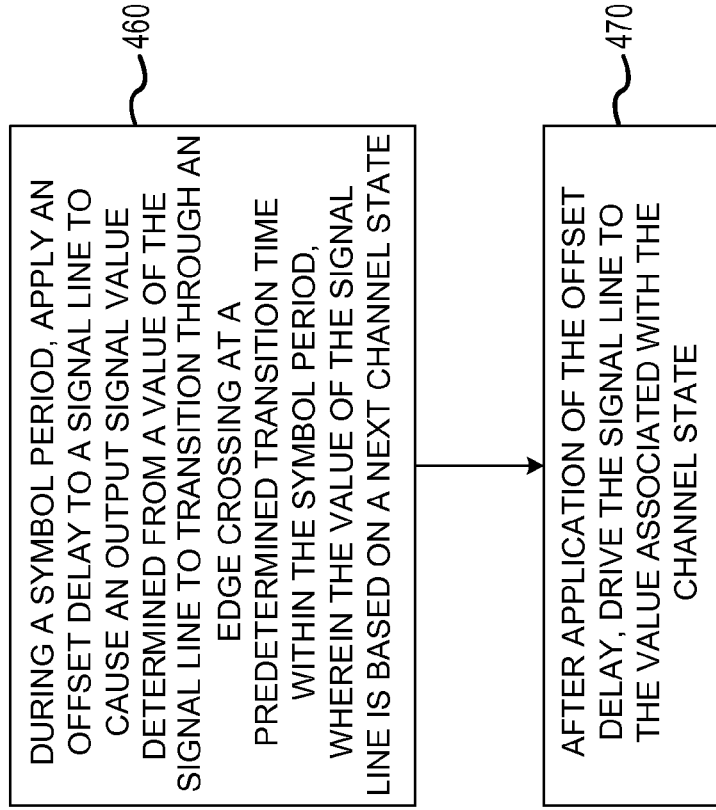 DURING A SYMBOL PERIOD, APPLY AN
OFFSET DELAY TO A SIGNAL LINE TO
CAUSE AN OUTPUT SIGNAL VALUE
DETERMINED FROM A VALUE OF THE
SIGNAL LINE TO TRANSITION THROUGH AN
EDGE CROSSING AT A
PREDETERMINED TRANSITION TIME
WITHIN THE SYMBOL PERIOD,
WHEREIN THE VALUE OF THE SIGNAL
LINE IS BASED ON A NEXT CHANNEL STATE
460
AFTER APPLICATION OF THE OFFSET
DELAY, DRIVE THE SIGNAL LINE TO
THE VALUE ASSOCIATED WITH THE
CHANNEL STATE
470